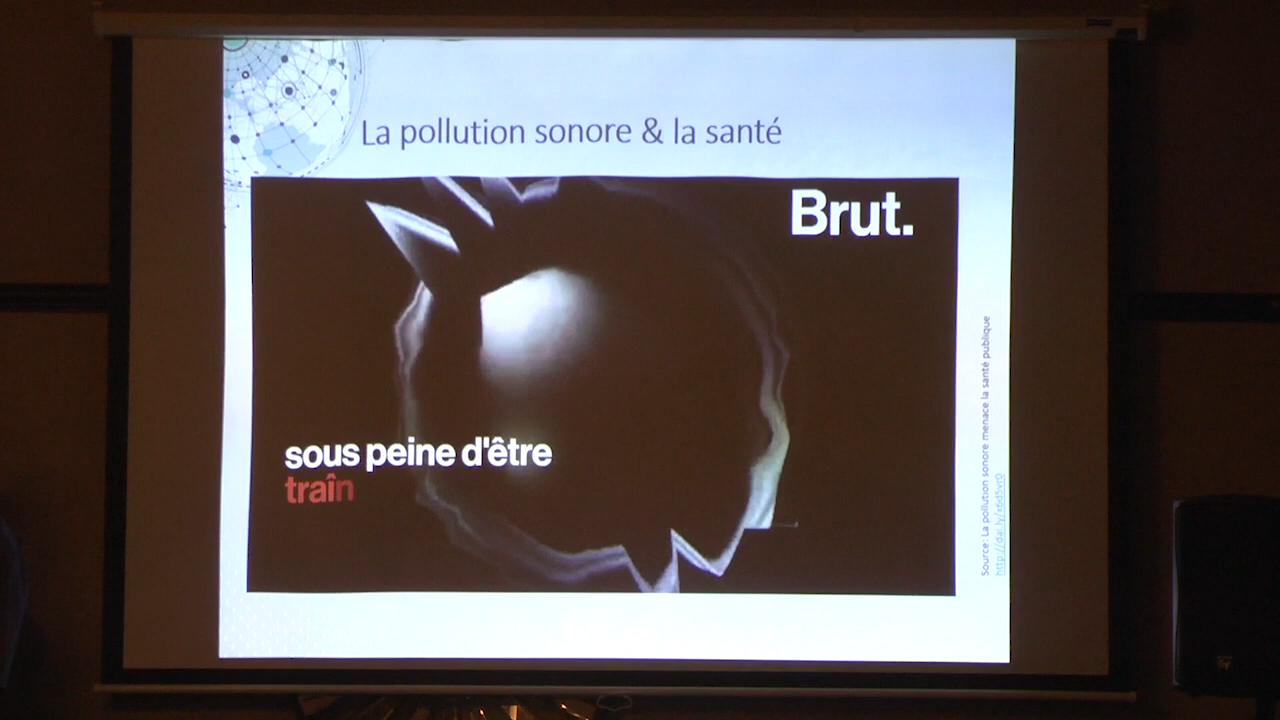 La pollution sonore & la santé
Brut.
sous peine d'être
traîn
Source: La pollution sonore menace la santé publique